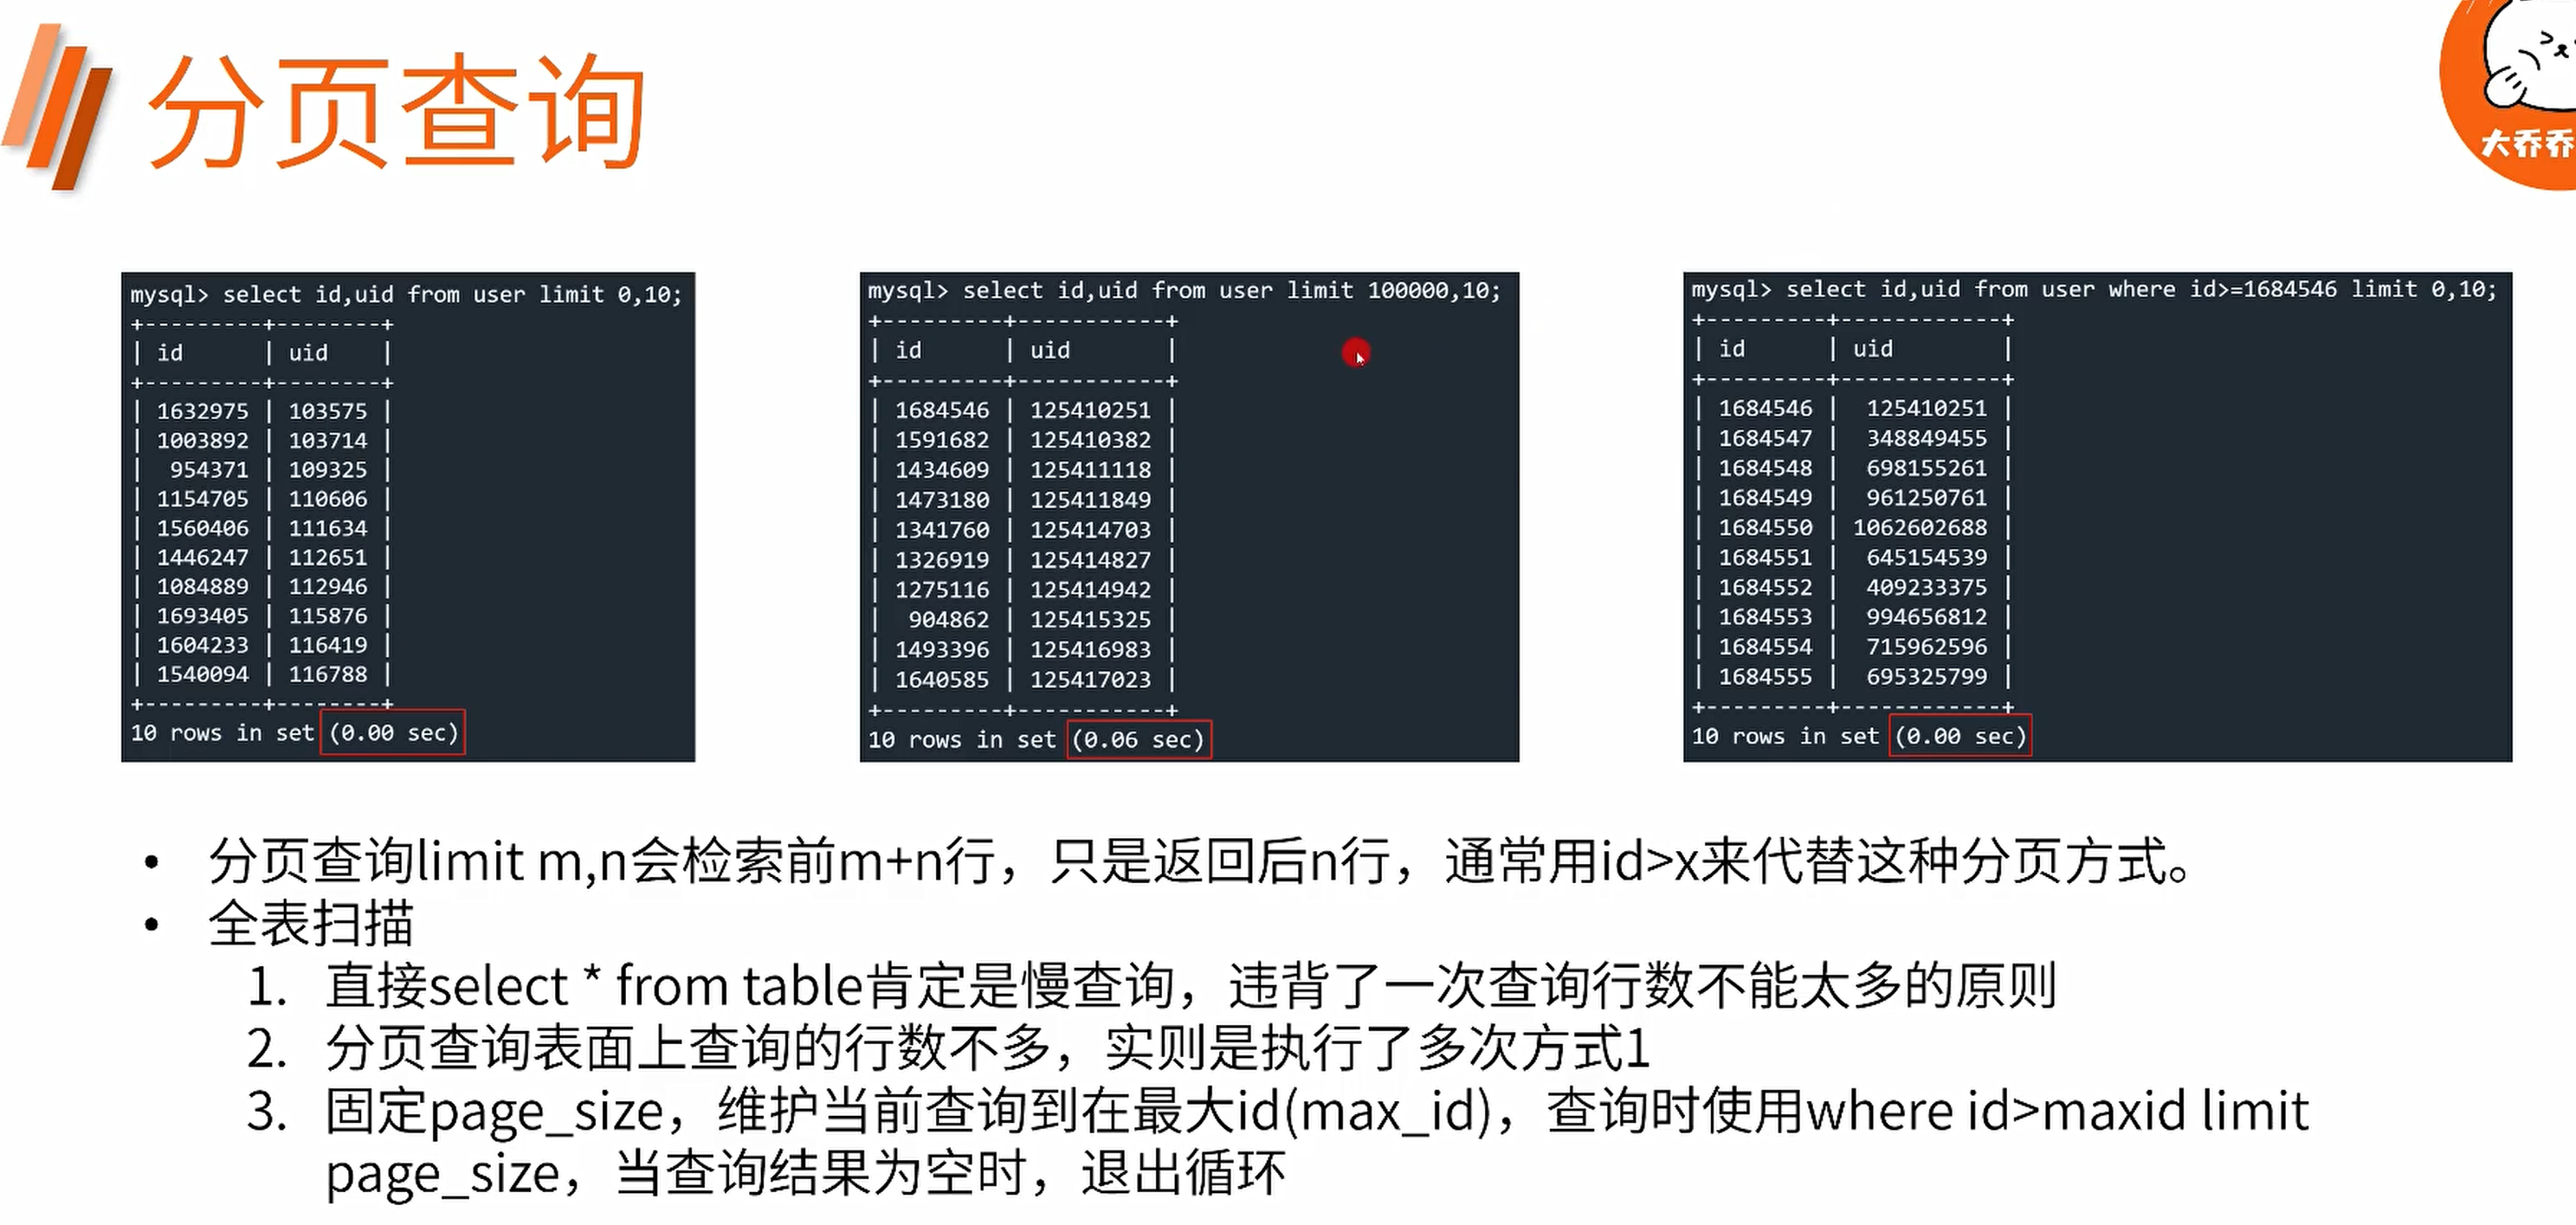 分页查询
大乔乔
mysql> select id,uid from user limit 0,10;
+---------+--------+
| id      | uid    |
+---------+--------+
| 1632975 | 103575 |
| 1003892 | 103714 |
|  954371 | 109325 |
| 1154705 | 110606 |
| 1560406 | 111634 |
| 1446247 | 112651 |
| 1084889 | 112946 |
| 1693405 | 115876 |
| 1604233 | 116419 |
| 1540094 | 116788 |
+---------+--------+
10 rows in set (0.00 sec)
mysql> select id,uid from user limit 100000,10;
+---------+-----------+
| id      | uid       |
+---------+-----------+
| 1684546 | 125410251 |
| 1591682 | 125410382 |
| 1434609 | 125411118 |
| 1473180 | 125411849 |
| 1341760 | 125414703 |
| 1326919 | 125414827 |
| 1275116 | 125414942 |
|  904862 | 125415325 |
| 1493396 | 125416983 |
| 1640585 | 125417023 |
+---------+-----------+
10 rows in set (0.06 sec)
mysql> select id,uid from user where id>=1684546 limit 0,10;
+---------+------------+
| id      | uid        |
+---------+------------+
| 1684546 |  125410251 |
| 1684547 |  348849455 |
| 1684548 |  698155261 |
| 1684549 |  961250761 |
| 1684550 | 1062602688 |
| 1684551 |  645154539 |
| 1684552 |  409233375 |
| 1684553 |  994656812 |
| 1684554 |  715962596 |
| 1684555 |  695325799 |
+---------+------------+
10 rows in set (0.00 sec)
• 分页查询limit m,n会检索前m+n行，只是返回后n行，通常用id>x来代替这种分页方式。
• 全表扫描
1. 直接select * from table肯定是慢查询，违背了一次查询行数不能太多的原则
2. 分页查询表面上查询的行数不多，实则是执行了多次方式1
3. 固定page_size，维护当前查询到在最大id(max_id)，查询时使用where id>maxid limit
page_size，当查询结果为空时，退出循环